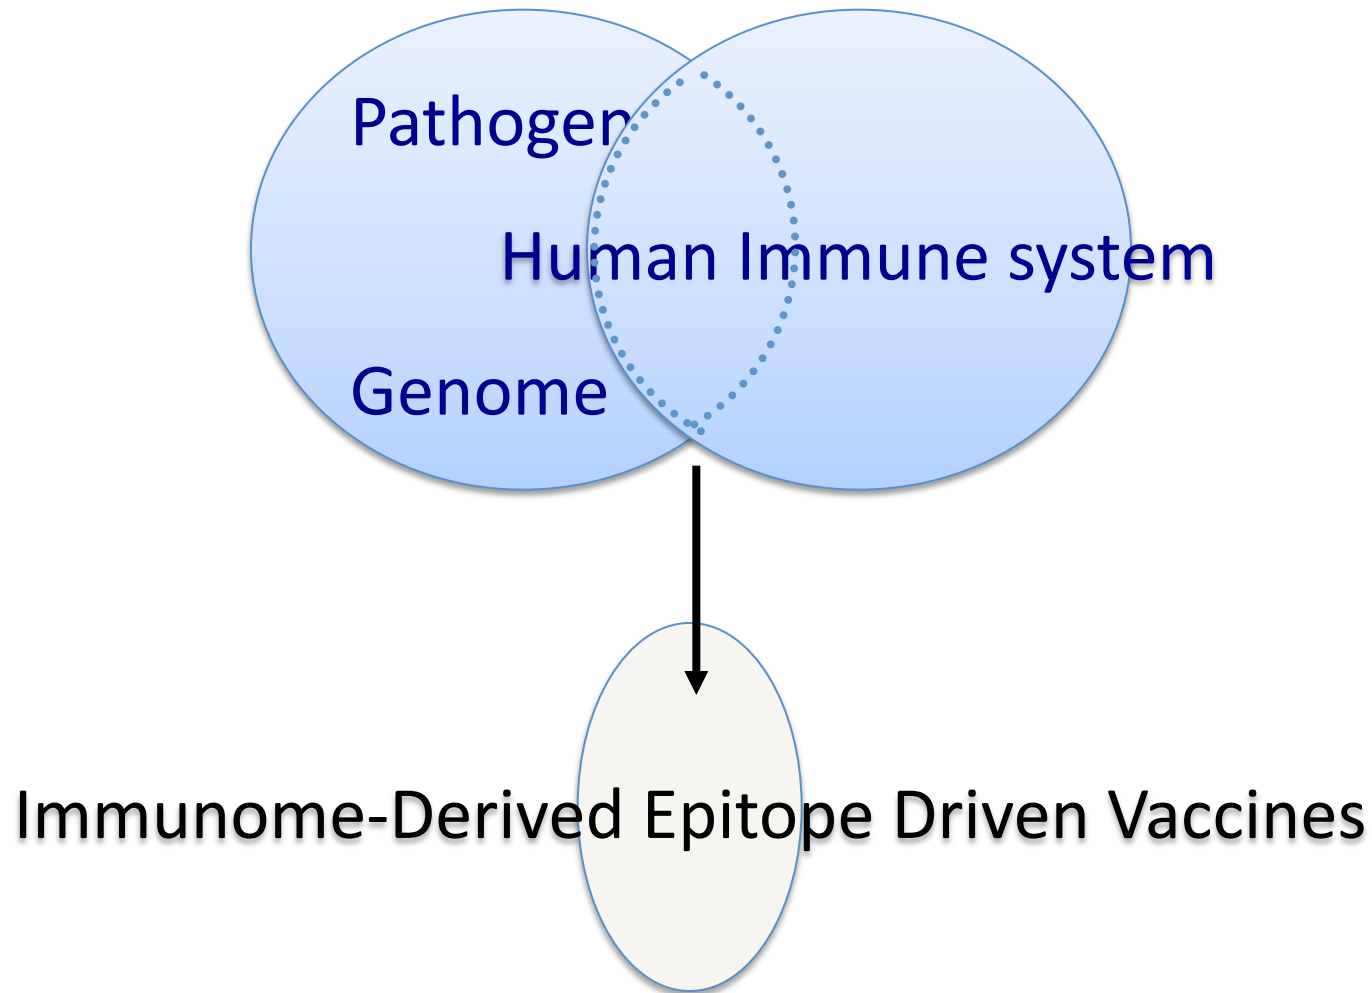 Pathogen
Human Immune system
Genome
Immunome-Derived Epitope Driven Vaccines